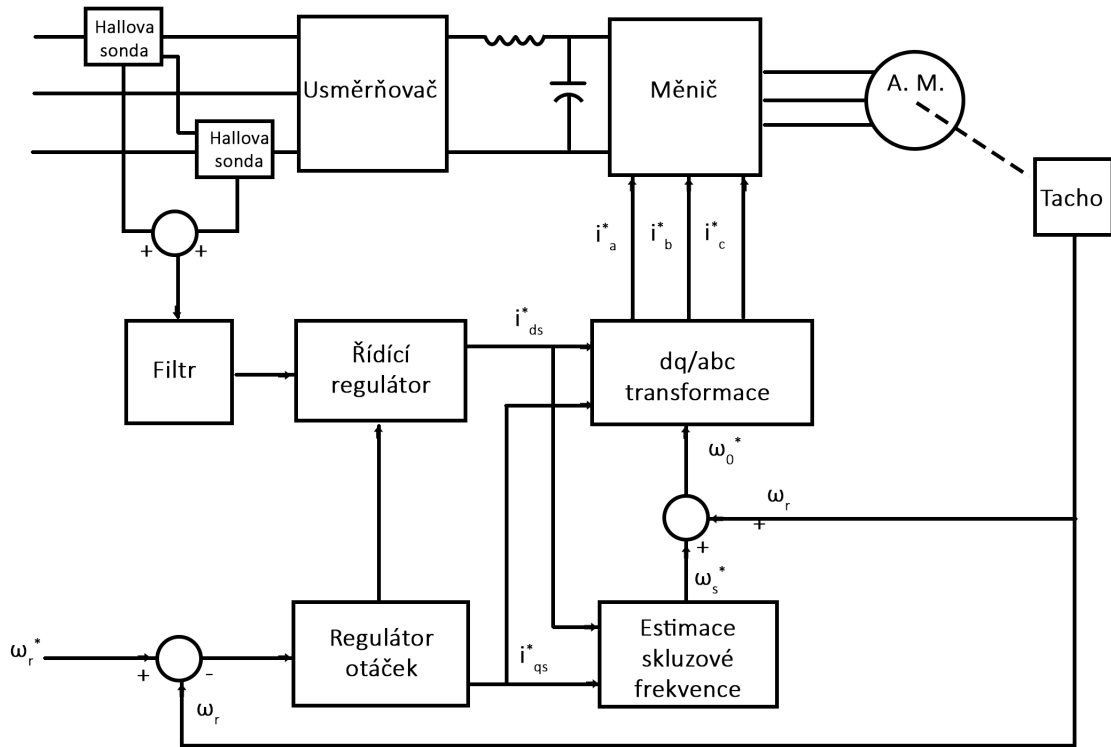 Hallova
sonda
Usměrňovač
Měnič
A. M.
Hallova
sonda
Tacho
+ +
i*a i*b i*c
Filtr
Řídící
regulátor
i*ds
dq/abc
transformace
ω0*
ωr
+
+
ωs*
ωr*
+
-
ωr
Regulátor
otáček
i*qs
Estimace
skluzové
frekvence